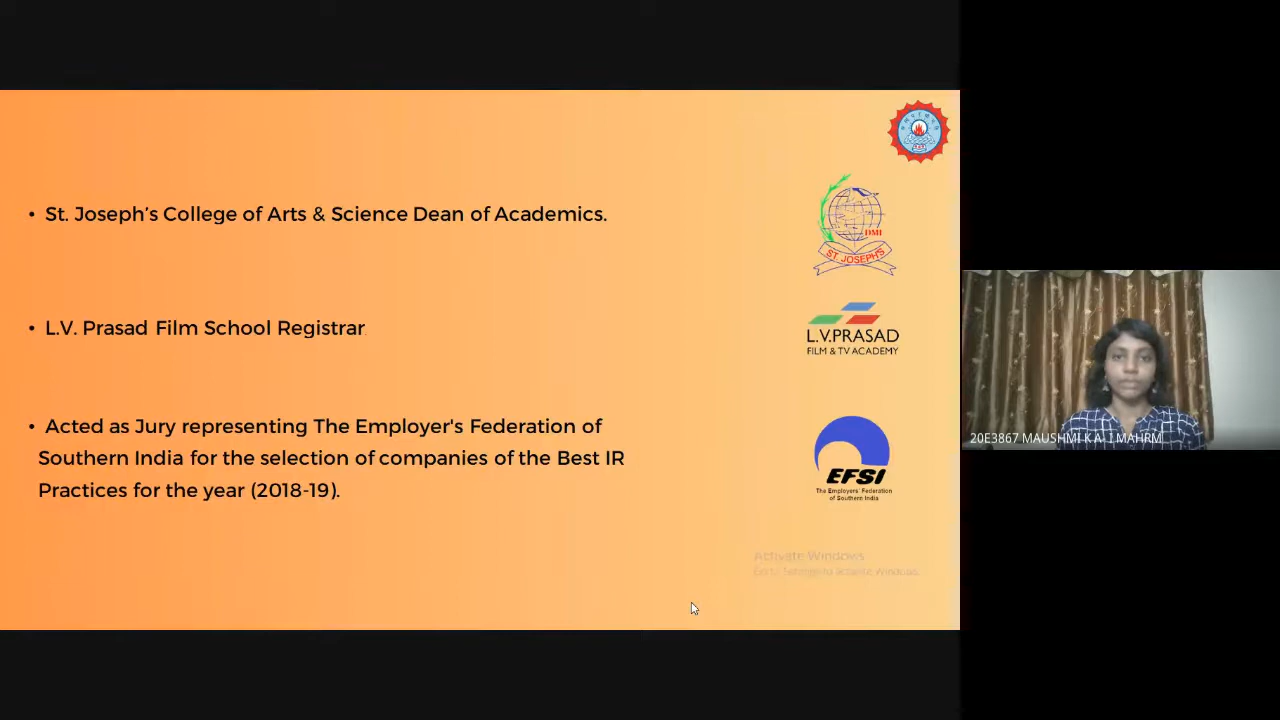 • St. Joseph's College of Arts & Science Dean of Academics.
DMI
ST. JOSEPH'S
• L.V. Prasad Film School Registrar
L.V.PRASAD
FILM & TV ACADEMY
• Acted as Jury representing The Employer's Federation of
Southern India for the selection of companies of the Best IR
Practices for the year (2018-19).
EFSI
The Employers' Federation
of Southern India
Activate Windows
20E3867 MAUSHMI K A I MAHRM